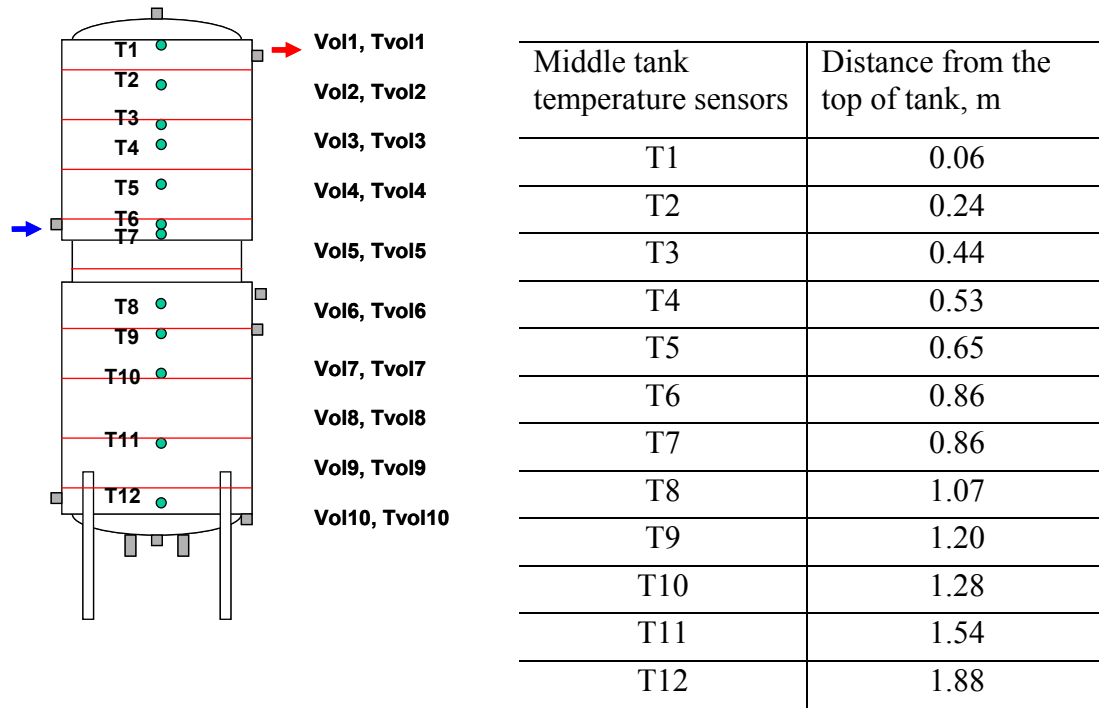 T1
T2
T3
T4
T5
T6
T7
T8
T9
T10
T11
T12
Vol1, Tvol1
Vol2, Tvol2
Vol3, Tvol3
Vol4, Tvol4
Vol5, Tvol5
Vol6, Tvol6
Vol7, Tvol7
Vol8, Tvol8
Vol9, Tvol9
Vol10, Tvol10
Middle tank temperature sensors Distance from the top of tank, m
T1 0.06
T2 0.24
T3 0.44
T4 0.53
T5 0.65
T6 0.86
T7 0.86
T8 1.07
T9 1.20
T10 1.28
T11 1.54
T12 1.88